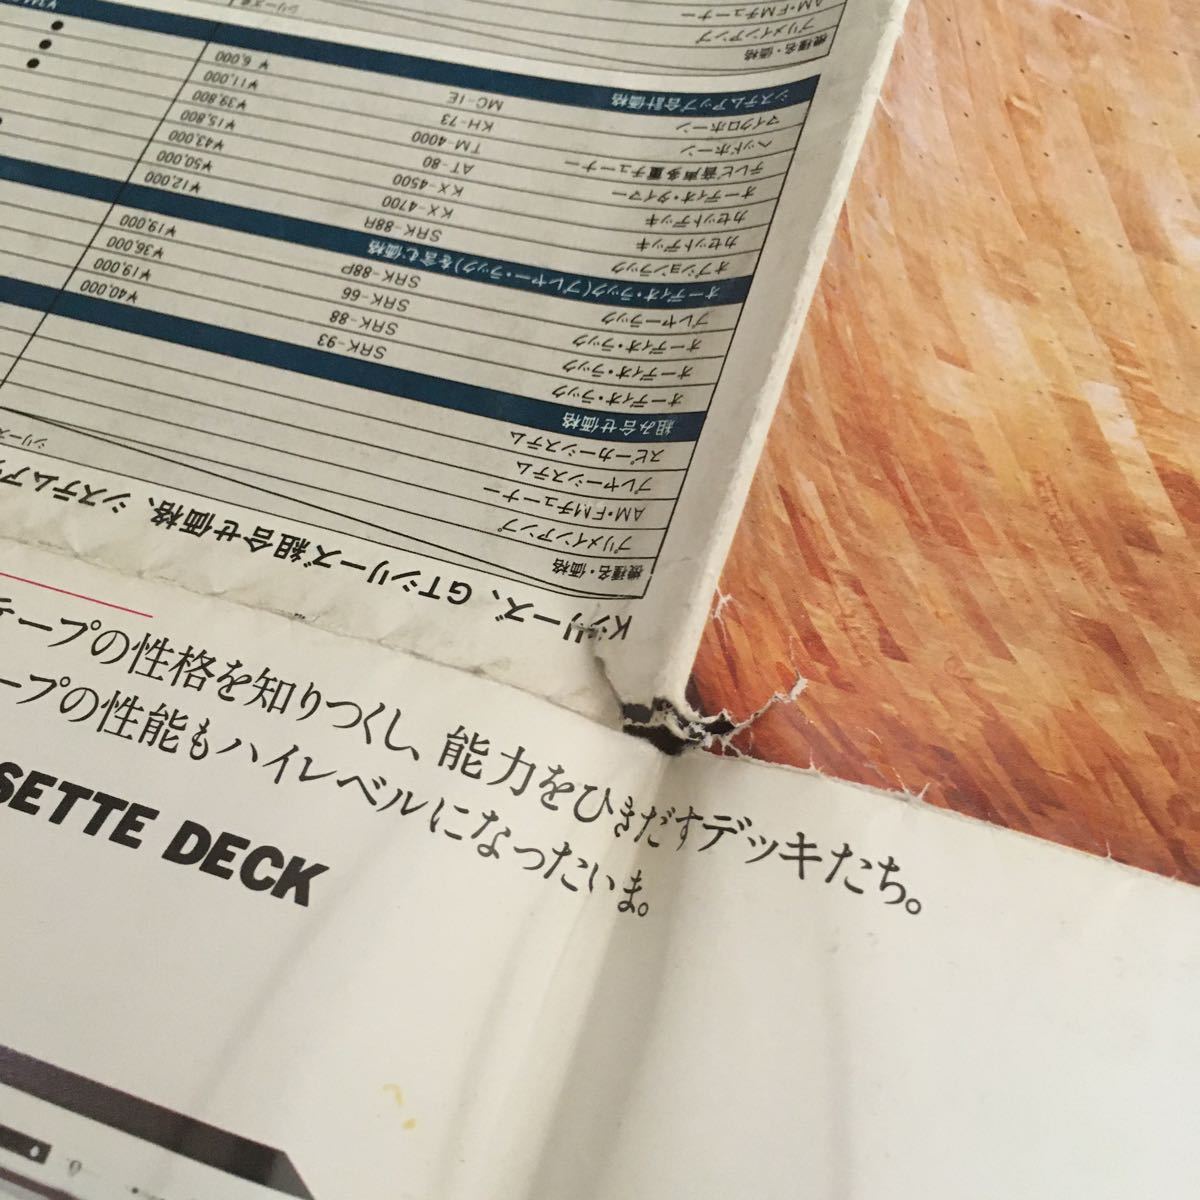 テープの性格を知りつくし、能力をひきだすデッキたち。
ープの性能もハイレベルになったいま。
SETTE DECK
Kシリーズ、GTシリーズ組合せ価格、システムア
機種名・価格
プリメインアンプ
AM・FMチューナー
プレヤーシステム
スピーカーシステム
組み合せ価格
オーディオ・ラック SRK-93 ¥40,000
オーディオ・ラック SRK-88 ¥19,000
オーディオ・ラック SRK-66 ¥36,000
プレヤーラック SRK-88P ¥19,000
オーディオ・ラック(プレヤー・ラック)を含む価格
オプションラック SRK-88R ¥12,000
カセットデッキ KX-4700 ¥50,000
カセットデッキ KX-4500 ¥43,000
オーディオ・タイマー AT-80 ¥15,800
テレビ音声多重チューナー TM-4000 ¥39,800
ヘッドホーン KH-73 ¥11,000
マイクロホーン MC-1E ¥6,000
システムアップ合計価格
機種名・価格
プリメインアンプ
AM・FMチューナー